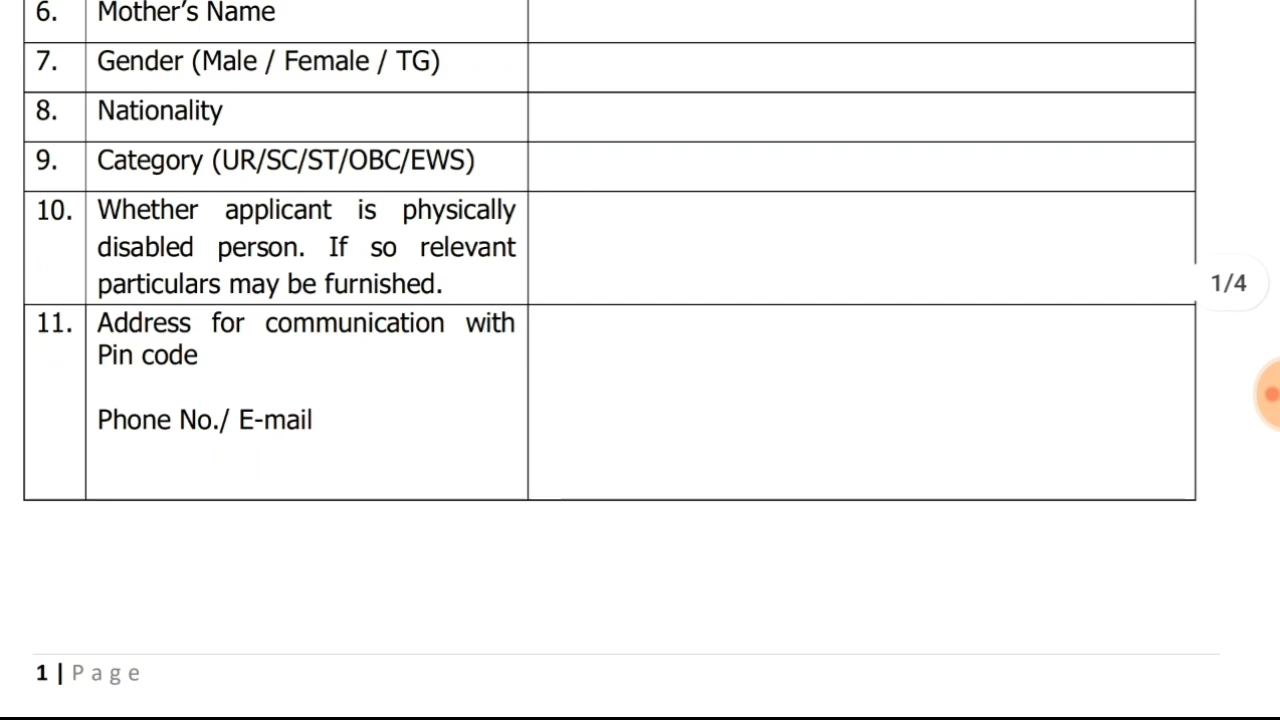 6. Mother's Name
7. Gender (Male / Female / TG)
8. Nationality
9. Category (UR/SC/ST/OBC/EWS)
10. Whether applicant is physically
disabled person. If so relevant
particulars may be furnished.
11. Address for communication with
Pin code
Phone No./ E-mail
1/4
1 | Page